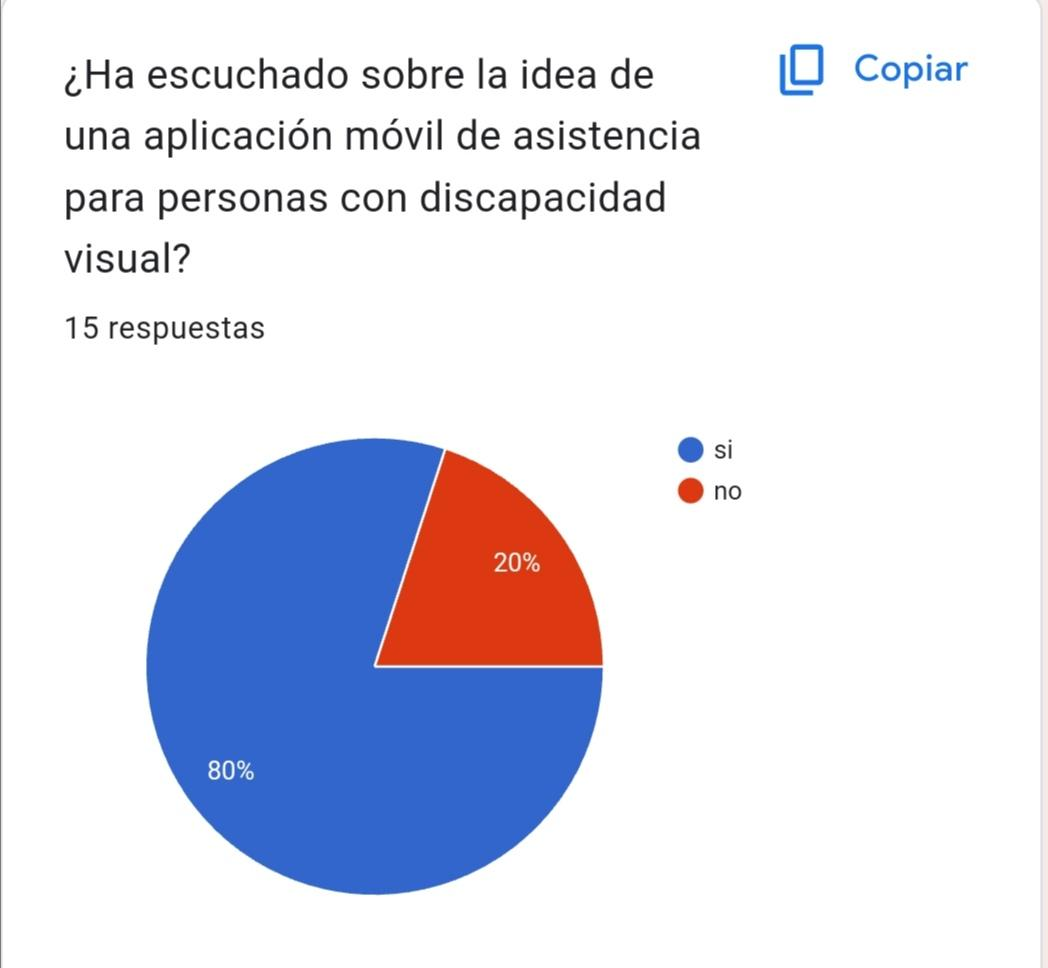 ¿Ha escuchado sobre la idea de
una aplicación móvil de asistencia
para personas con discapacidad
visual?
Copiar
15 respuestas
si
no
20%
80%